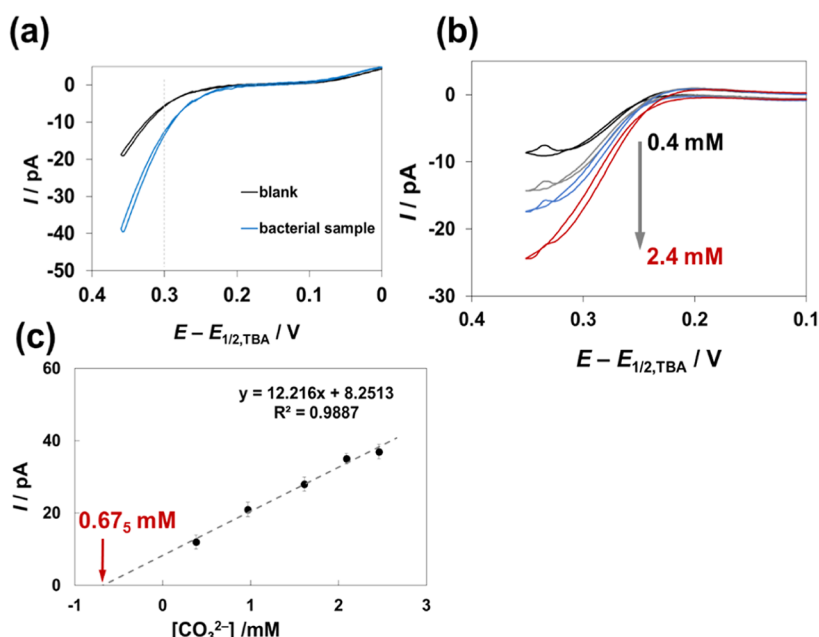 (a)
0
-10
-20
-30
-40
-50
I / pA
blank
bacterial sample
0.4 0.3 0.2 0.1 0
E – E1/2,TBA / V
(b)
0
-10
-20
-30
I / pA
0.4 mM
2.4 mM
0.4 0.3 0.2 0.1
E – E1/2,TBA / V
(c)
60
40
20
0
I / pA
y = 12.216x + 8.2513
R² = 0.9887
0.67₅ mM
-1 0 1 2 3
[CO₃²⁻] /mM